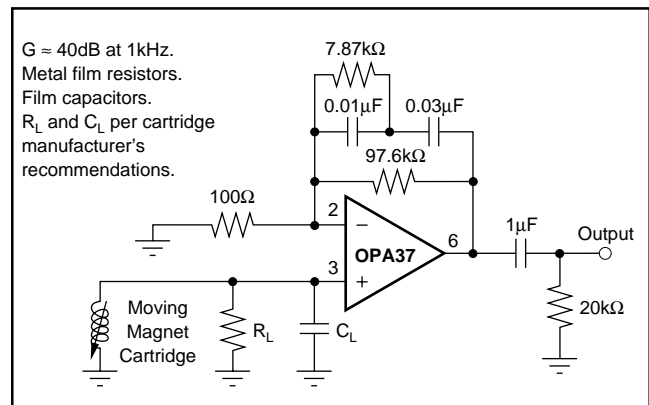 G ≈ 40dB at 1kHz.
Metal film resistors.
Film capacitors.
R_L and C_L per cartridge
manufacturer's
recommendations.
7.87kΩ
0.01µF
0.03µF
97.6kΩ
100Ω
2
−
3
+
OPA37
6
1µF
Output
20kΩ
Moving
Magnet
Cartridge
R_L
C_L